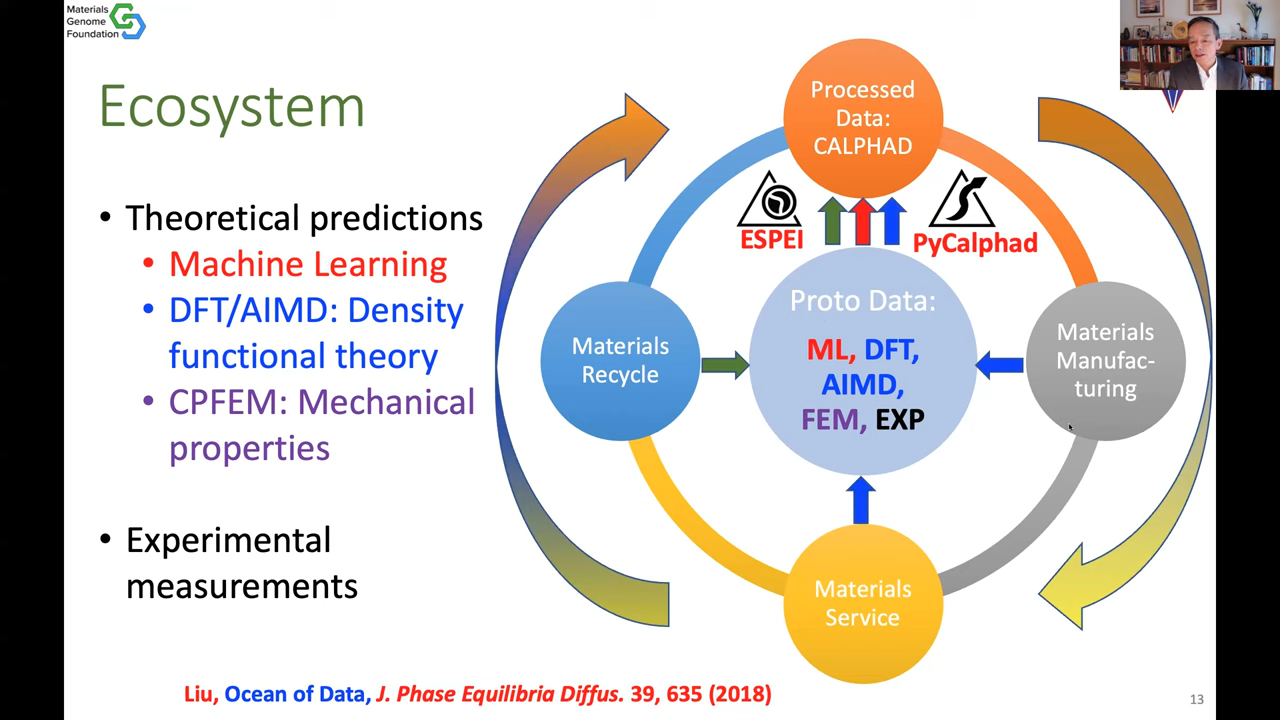 Materials
Genome
Foundation
Ecosystem
• Theoretical predictions
• Machine Learning
• DFT/AIMD: Density
functional theory
• CPFEM: Mechanical
properties
• Experimental
measurements
Processed
Data:
CALPHAD
ESPEI
PyCalphad
Proto Data:
ML, DFT,
AIMD,
FEM, EXP
Materials
Recycle
Materials
Manufac-
turing
Materials
Service
Liu, Ocean of Data, J. Phase Equilibria Diffus. 39, 635 (2018)
13